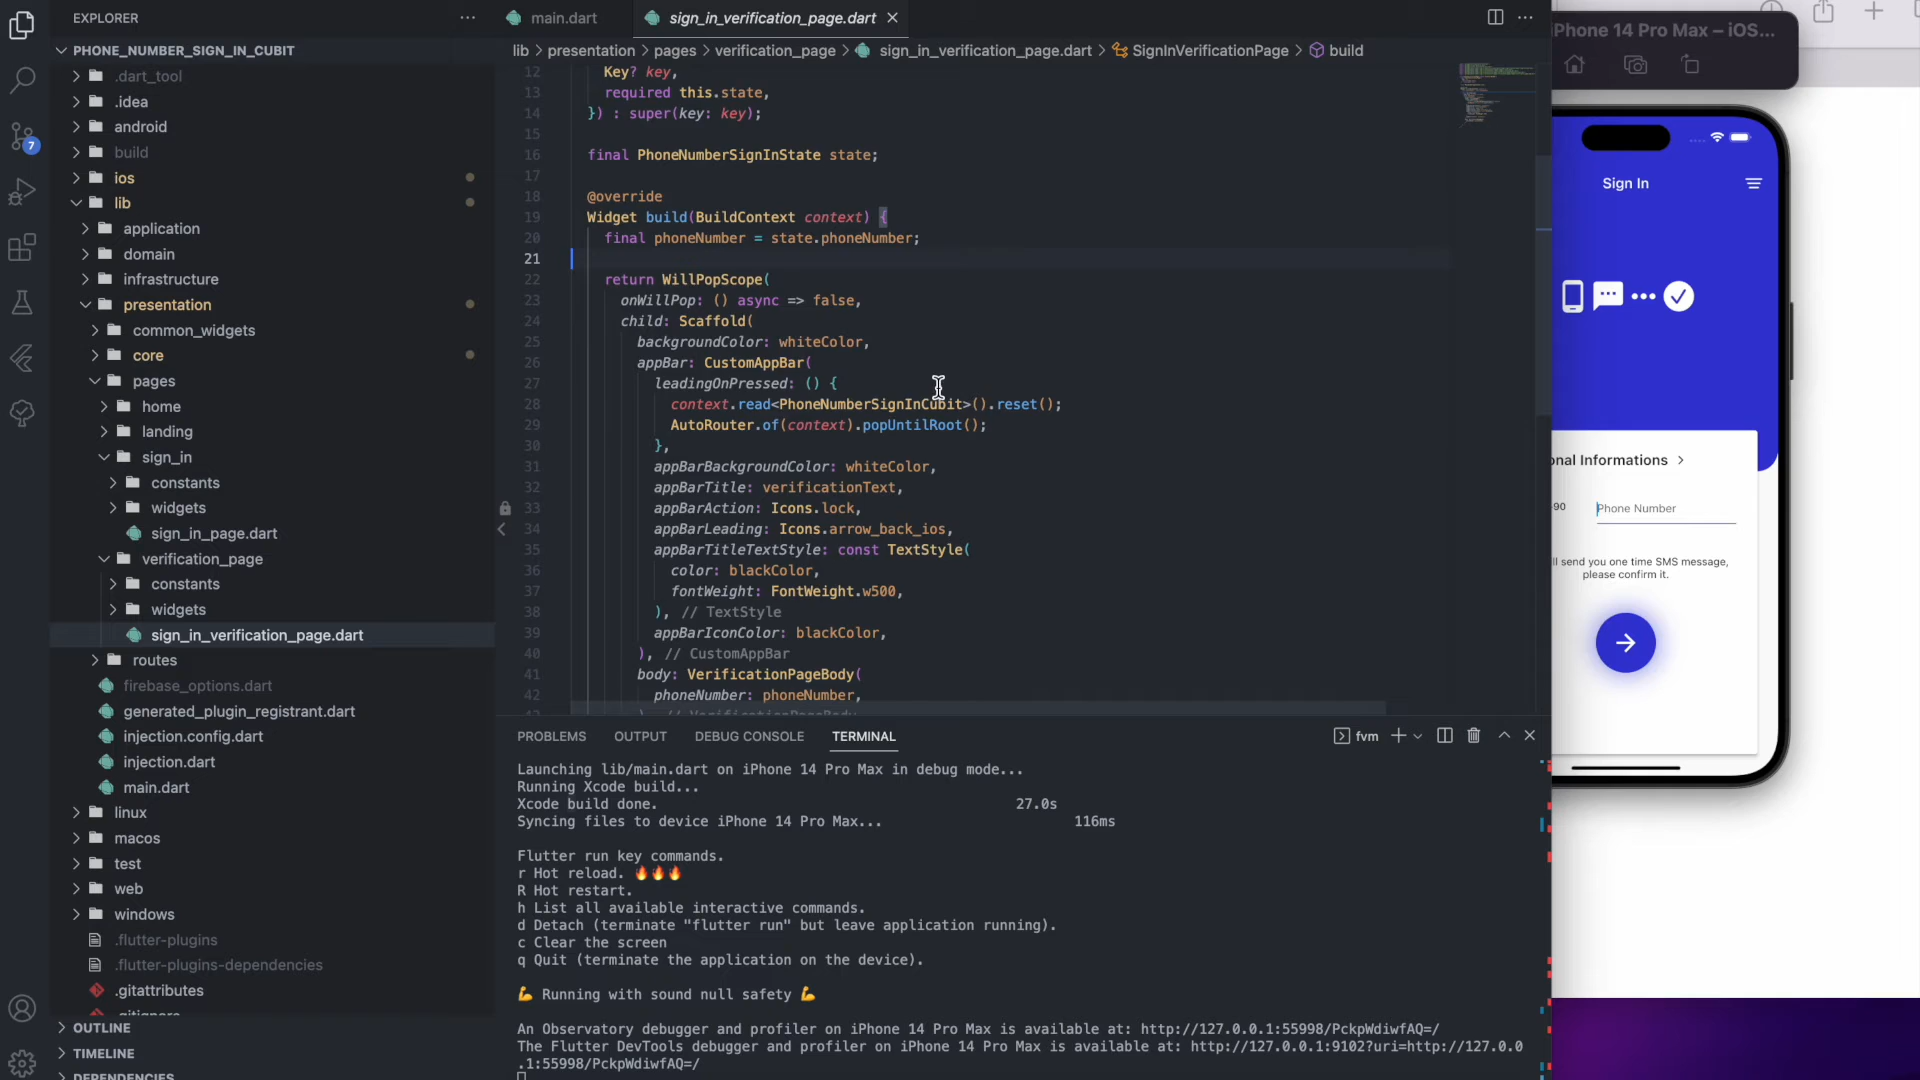 EXPLORER
PHONE_NUMBER_SIGN_IN_CUBIT
.dart_tool
.idea
android
build
ios
lib
application
domain
infrastructure
presentation
common_widgets
core
pages
home
landing
sign_in
constants
widgets
sign_in_page.dart
verification_page
constants
widgets
sign_in_verification_page.dart
routes
firebase_options.dart
generated_plugin_registrant.dart
injection.config.dart
injection.dart
main.dart
linux
macos
test
web
windows
.flutter-plugins
.flutter-plugins-dependencies
.gitattributes
.gitignore
OUTLINE
TIMELINE
DEPENDENCIES
7
main.dart
sign_in_verification_page.dart
lib > presentation > pages > verification_page > sign_in_verification_page.dart > SignInVerificationPage > build
12 Key? key,
13 required this.state,
14 }) : super(key: key);
15
16 final PhoneNumberSignInState state;
17
18 @override
19 Widget build(BuildContext context) {
20 final phoneNumber = state.phoneNumber;
21
22 return WillPopScope(
23 onWillPop: () async => false,
24 child: Scaffold(
25 backgroundColor: whiteColor,
26 appBar: CustomAppBar(
27 leadingOnPressed: () {
28 context.read<PhoneNumberSignInCubit>().reset();
29 AutoRouter.of(context).popUntilRoot();
30 },
31 appBarBackgroundColor: whiteColor,
32 appBarTitle: verificationText,
33 appBarAction: Icons.lock,
34 appBarLeading: Icons.arrow_back_ios,
35 appBarTitleTextStyle: const TextStyle(
36 color: blackColor,
37 fontWeight: FontWeight.w500,
38 ), // TextStyle
39 appBarIconColor: blackColor,
40 ), // CustomAppBar
41 body: VerificationPageBody(
42 phoneNumber: phoneNumber,
43 ), // VerificationPageBody
PROBLEMS OUTPUT DEBUG CONSOLE TERMINAL fvm
Launching lib/main.dart on iPhone 14 Pro Max in debug mode...
Running Xcode build...
Xcode build done. 27.0s
Syncing files to device iPhone 14 Pro Max... 116ms
Flutter run key commands.
r Hot reload. 🔥🔥🔥
R Hot restart.
h List all available interactive commands.
d Detach (terminate "flutter run" but leave application running).
c Clear the screen
q Quit (terminate the application on the device).
💪 Running with sound null safety 💪
An Observatory debugger and profiler on iPhone 14 Pro Max is available at: http://127.0.0.1:55998/PckpWdiwfAQ=/
The Flutter DevTools debugger and profiler on iPhone 14 Pro Max is available at: http://127.0.0.1:9102?uri=http://127.0.0
.1:55998/PckpWdiwfAQ=/
Phone 14 Pro Max – iOS...
Sign In
onal Informations
90 Phone Number
ll send you one time SMS message,
please confirm it.